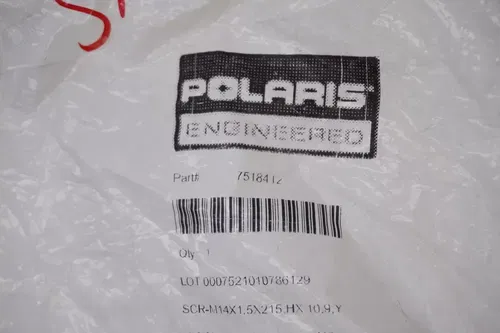 POLARIS®
ENGINEERED
Part# 7518412
Qty 1
LOT 0007521010786129
SCR-M14X1.5X215,HX 10.9,Y